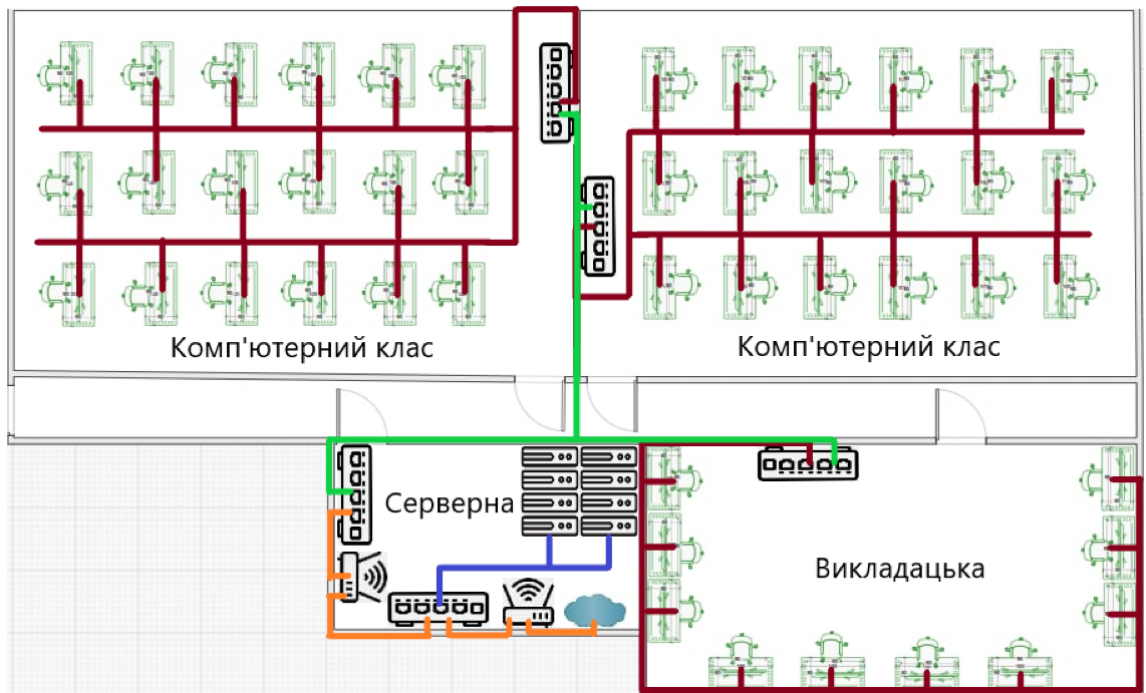 Комп'ютерний клас
Комп'ютерний клас
Серверна
Викладацька